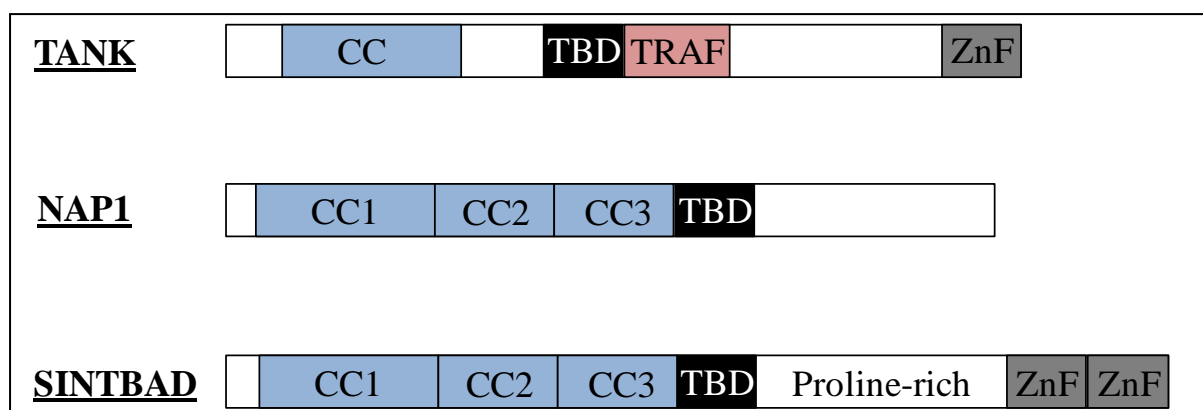 TANK CC TBD TRAF ZnF
NAP1 CC1 CC2 CC3 TBD
SINTBAD CC1 CC2 CC3 TBD Proline-rich ZnF ZnF